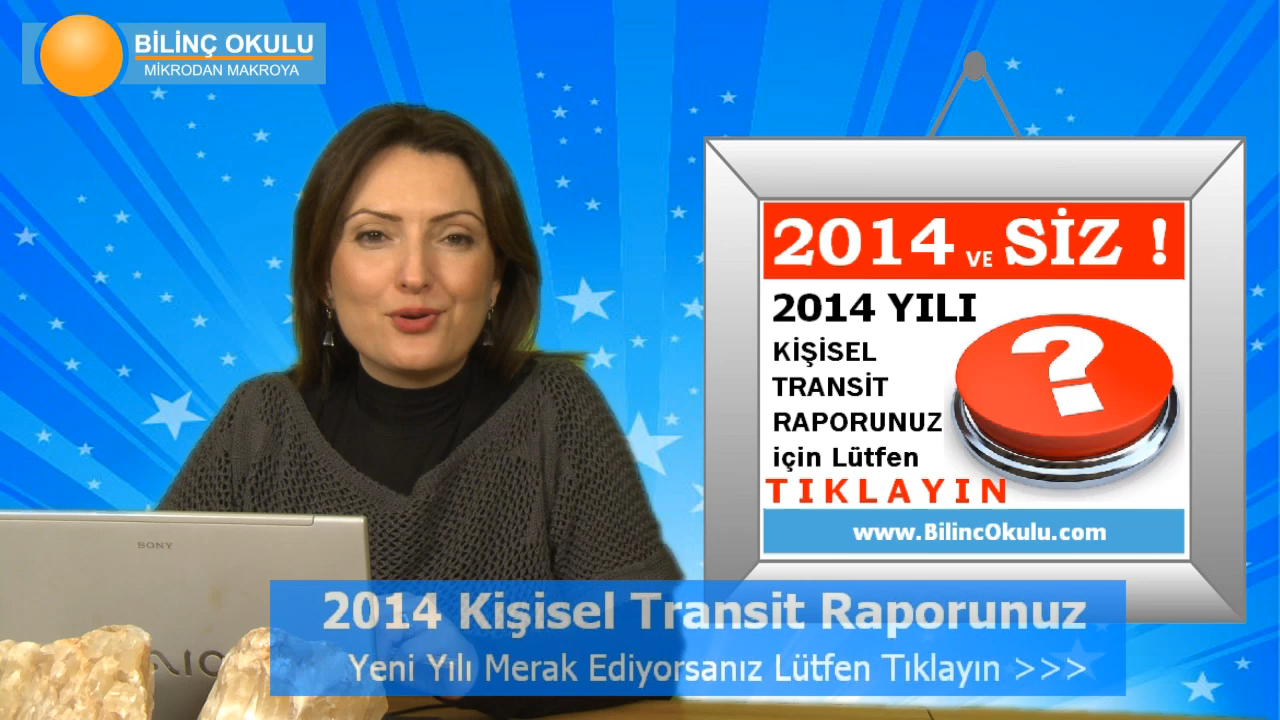 BİLİNÇ OKULU
MİKRODAN MAKROYA
2014 VE SİZ !
2014 YILI
KİŞİSEL
TRANSİT
RAPORUNUZ
için Lütfen
TIKLAYIN
www.BilincOkulu.com
SONY
2014 Kişisel Transit Raporunuz
Yeni Yılı Merak Ediyorsanız Lütfen Tıklayın >>>